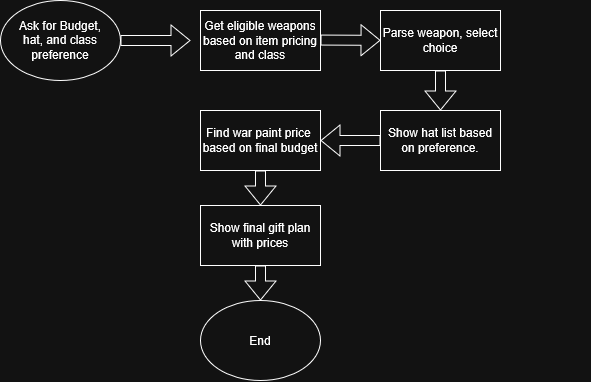 Ask for Budget,
hat, and class
preference
Get eligible weapons
based on item pricing
and class
Parse weapon, select
choice
Show hat list based
on preference.
Find war paint price
based on final budget
Show final gift plan
with prices
End